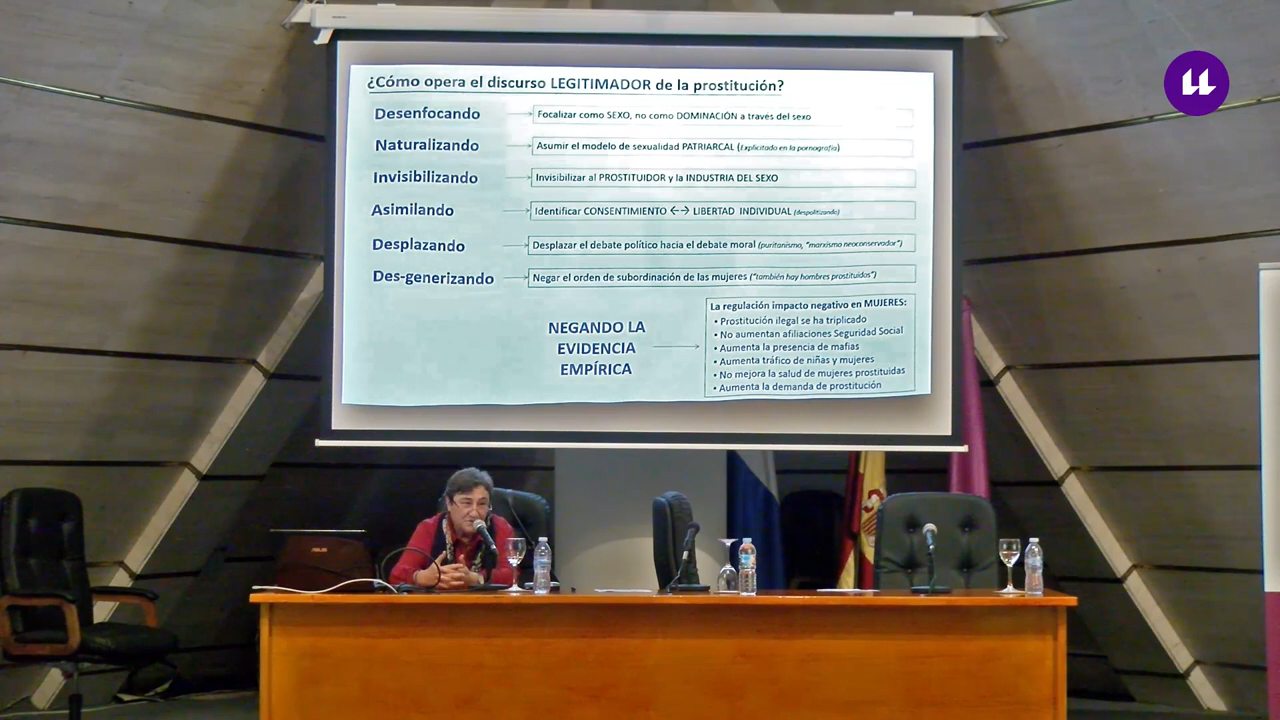 ¿Cómo opera el discurso LEGITIMADOR de la prostitución?
Desenfocando
Focalizar como SEXO, no como DOMINACIÓN a través del sexo
Naturalizando
Asumir el modelo de sexualidad PATRIARCAL (Explicitado en la pornografía)
Invisibilizando
Invisibilizar al PROSTITUIDOR y la INDUSTRIA DEL SEXO
Asimilando
Identificar CONSENTIMIENTO ←→ LIBERTAD INDIVIDUAL (despolitizando)
Desplazando
Desplazar el debate político hacia el debate moral (puritanismo, "marxismo neoconservador")
Des-generizando
Negar el orden de subordinación de las mujeres ("también hay hombres prostituidos")
NEGANDO LA
EVIDENCIA
EMPÍRICA
La regulación impacto negativo en MUJERES:
• Prostitución ilegal se ha triplicado
• No aumentan afiliaciones Seguridad Social
• Aumenta la presencia de mafias
• Aumenta tráfico de niñas y mujeres
• No mejora la salud de mujeres prostituidas
• Aumenta la demanda de prostitución
ASUS